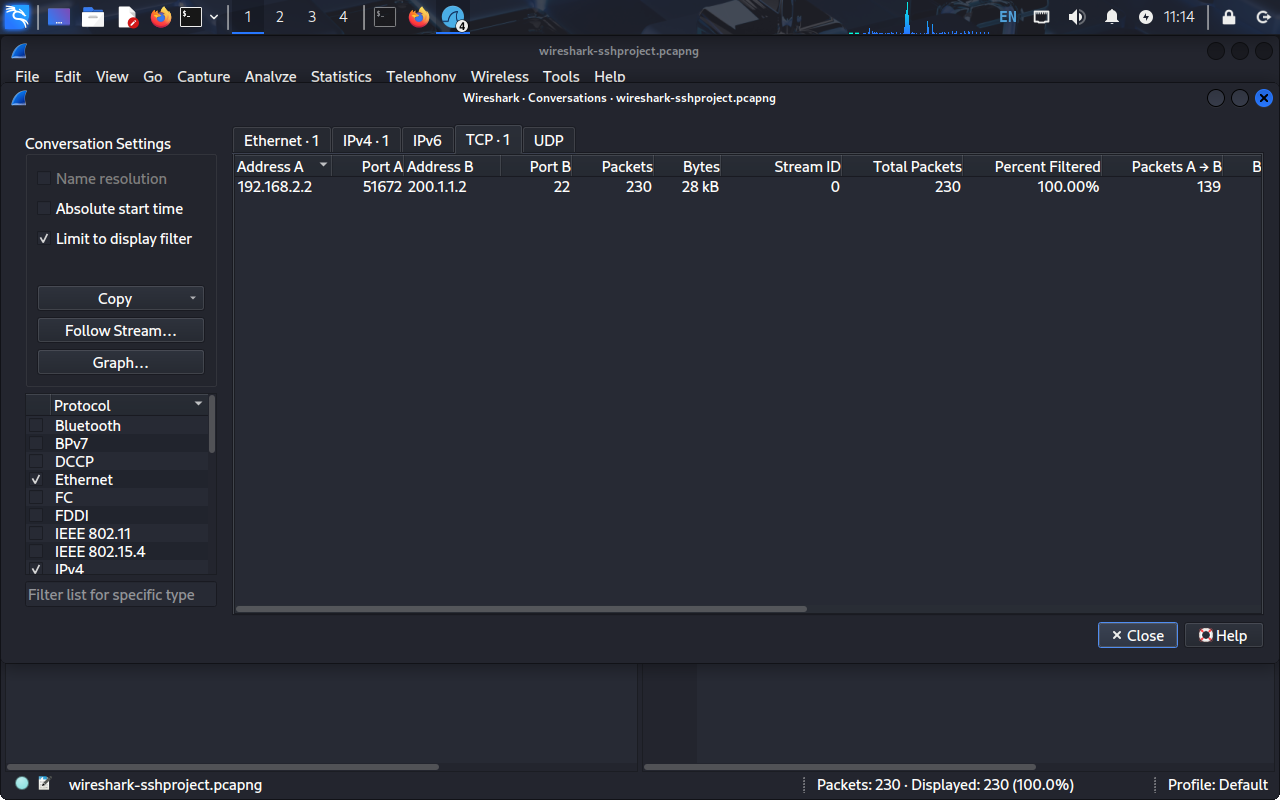 1 2 3 4 4 EN 11:14
wireshark-sshproject.pcapng
File Edit View Go Capture Analyze Statistics Telephony Wireless Tools Help
Wireshark · Conversations · wireshark-sshproject.pcapng
Conversation Settings
Name resolution
Absolute start time
Limit to display filter
Copy
Follow Stream…
Graph…
Protocol
Bluetooth
BPv7
DCCP
Ethernet
FC
FDDI
IEEE 802.11
IEEE 802.15.4
IPv4
Filter list for specific type
Ethernet · 1 IPv4 · 1 IPv6 TCP · 1 UDP
Address A Port A Address B Port B Packets Bytes Stream ID Total Packets Percent Filtered Packets A → B B
192.168.2.2 51672 200.1.1.2 22 230 28 kB 0 230 100.00% 139
Close Help
wireshark-sshproject.pcapng Packets: 230 · Displayed: 230 (100.0%) Profile: Default